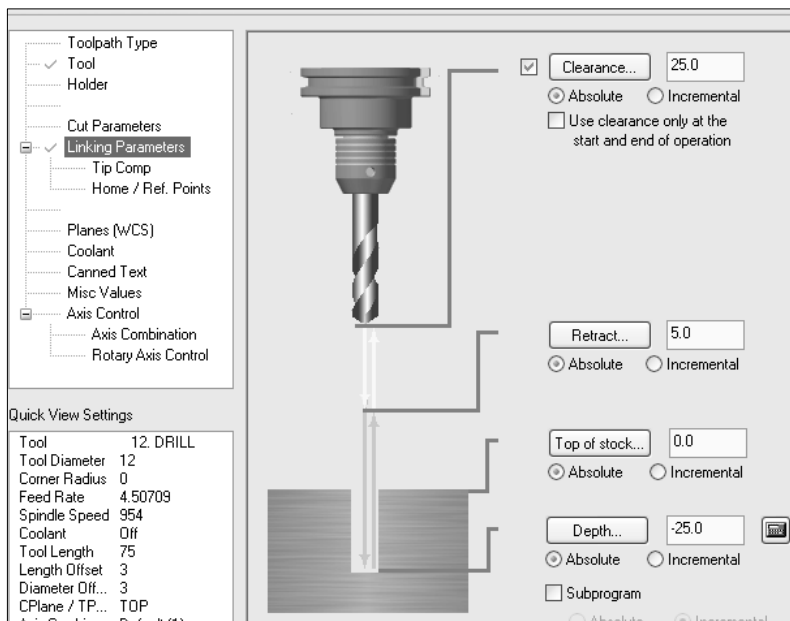 Toolpath Type
Tool
Holder
Cut Parameters
Linking Parameters
Tip Comp
Home / Ref. Points
Planes (WCS)
Coolant
Canned Text
Misc Values
Axis Control
Axis Combination
Rotary Axis Control
Quick View Settings
Tool 12. DRILL
Tool Diameter 12
Corner Radius 0
Feed Rate 4.50709
Spindle Speed 954
Coolant Off
Tool Length 75
Length Offset 3
Diameter Off... 3
CPlane / TP... TOP
Clearance... 25.0
Absolute Incremental
Use clearance only at the
start and end of operation
Retract... 5.0
Absolute Incremental
Top of stock... 0.0
Absolute Incremental
Depth... -25.0
Absolute Incremental
Subprogram
Absolute Incremental